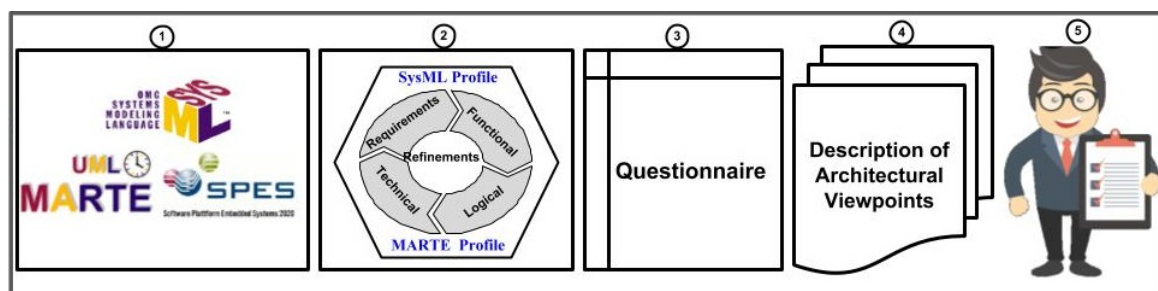 1
OMG
SYSTEMS
MODELING
LANGUAGE
SYS
ML
TM
UML
MARTE
SPES
Software Plattform Embedded Systems 2020
2
SysML Profile
Requirements
Functional
Refinements
Technical
Logical
MARTE Profile
3
Questionnaire
4
Description of
Architectural
Viewpoints
5